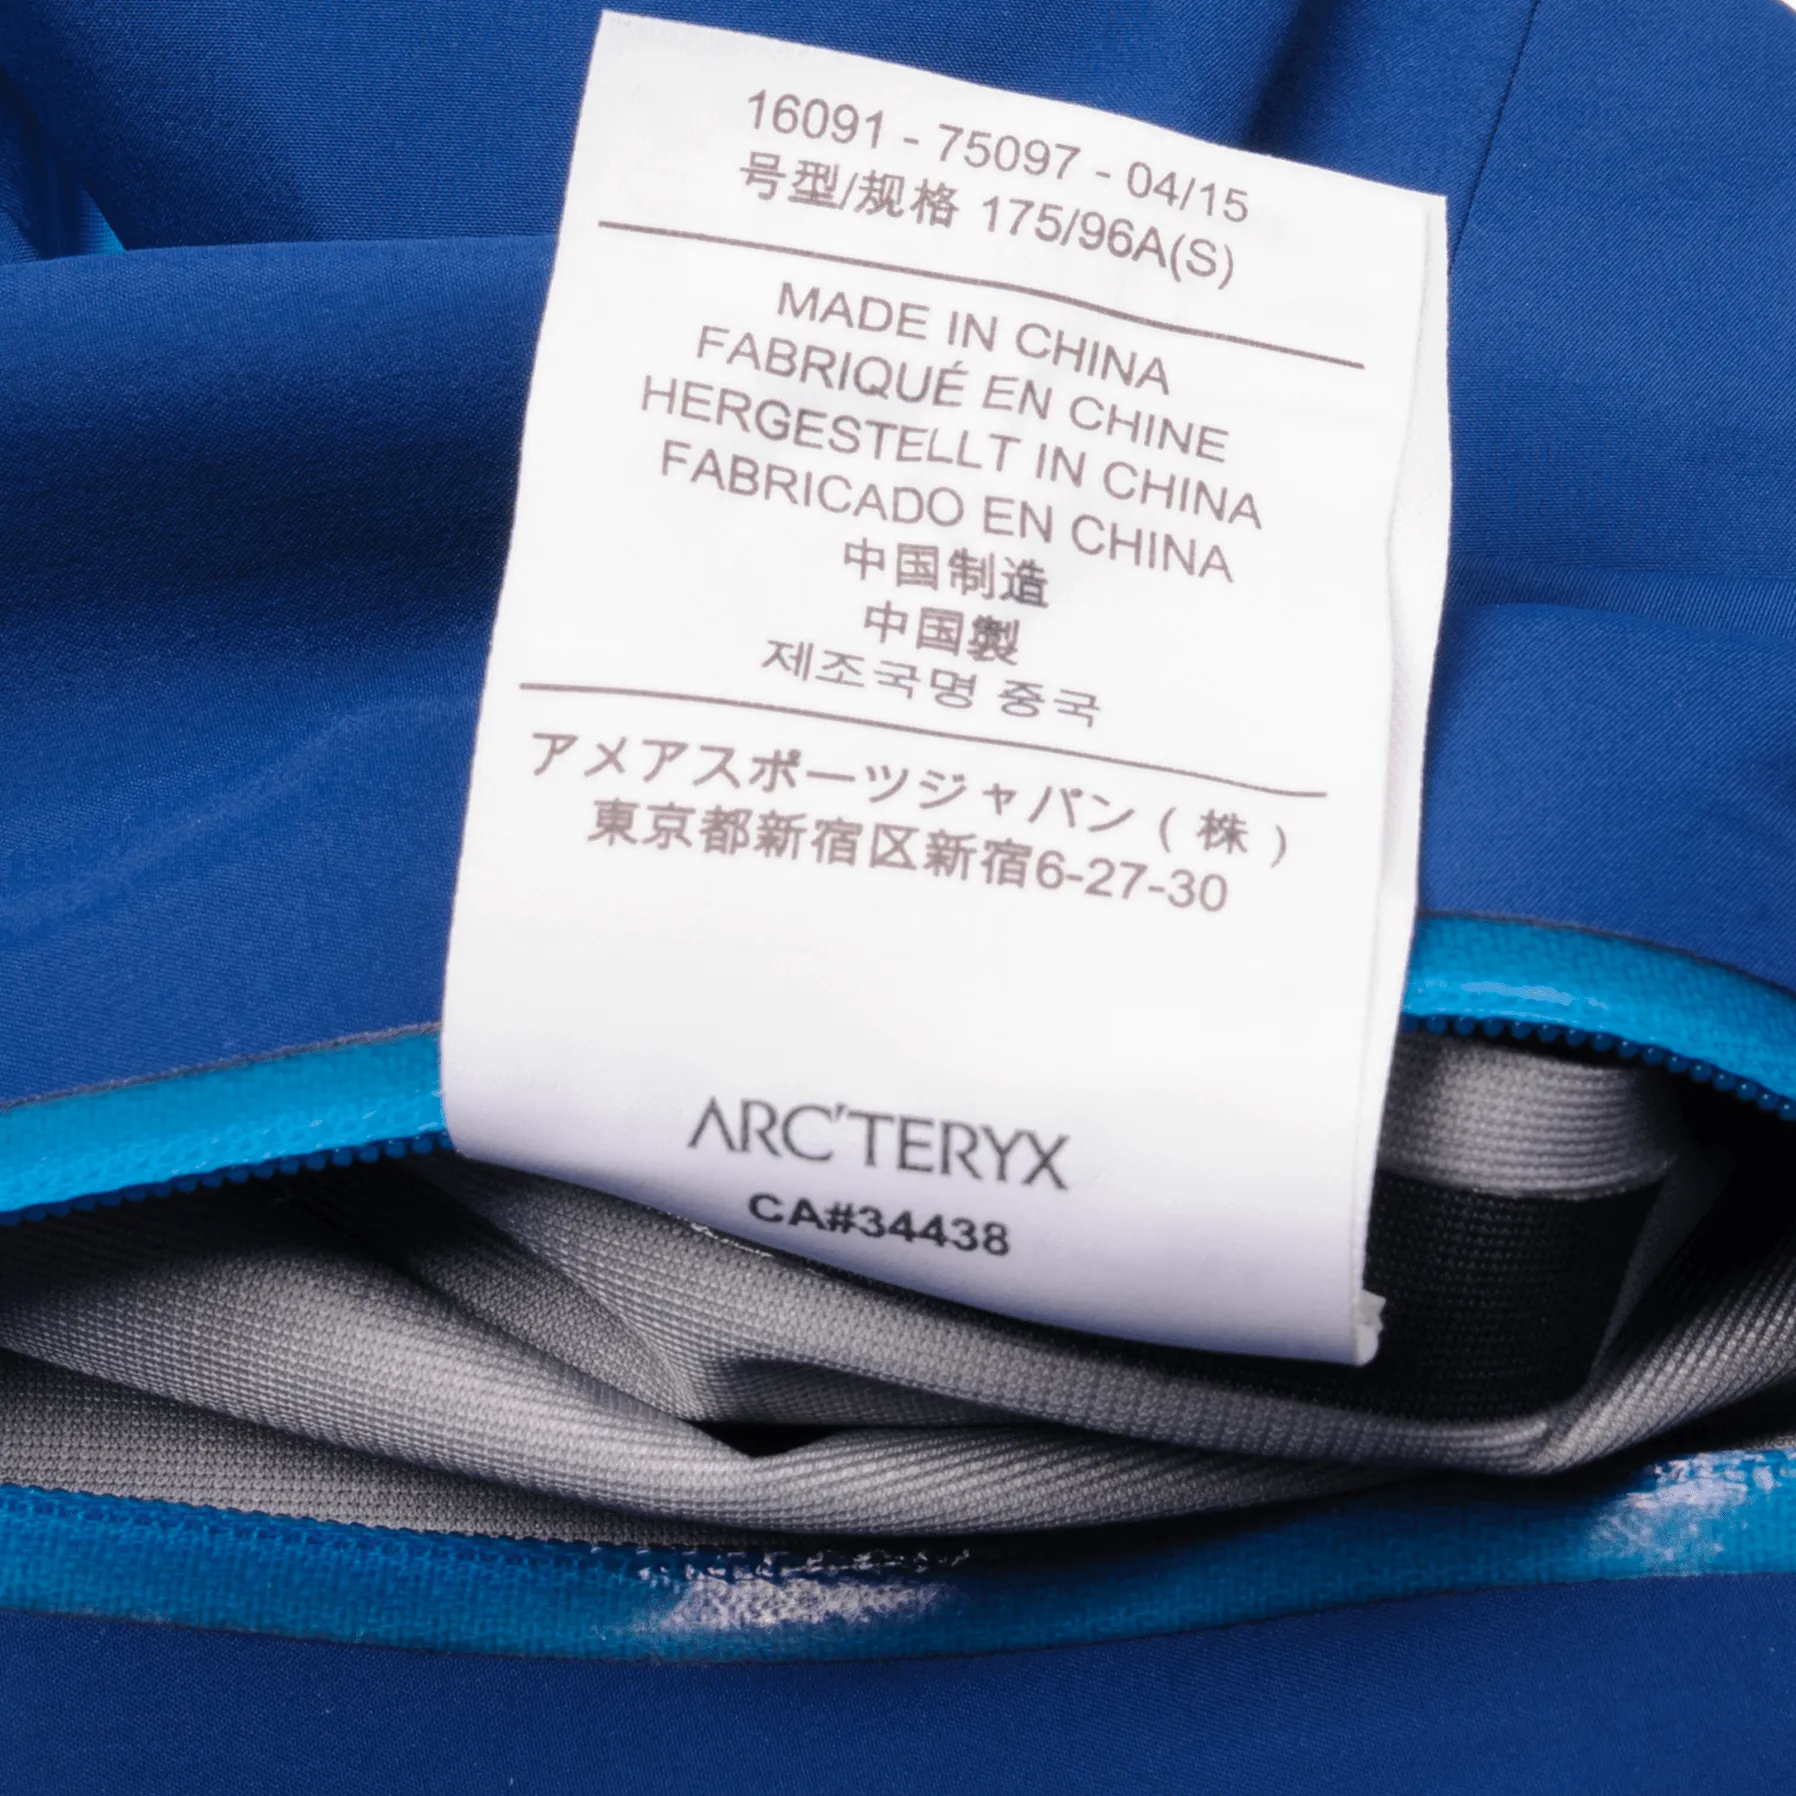 16091 - 75097 - 04/15
号型/规格 175/96A(S)
MADE IN CHINA
FABRIQUÉ EN CHINE
HERGESTELLT IN CHINA
FABRICADO EN CHINA
中国制造
中国製
제조국명 중국
アメアスポーツジャパン(株)
東京都新宿区新宿6-27-30
ARC'TERYX
CA#34438